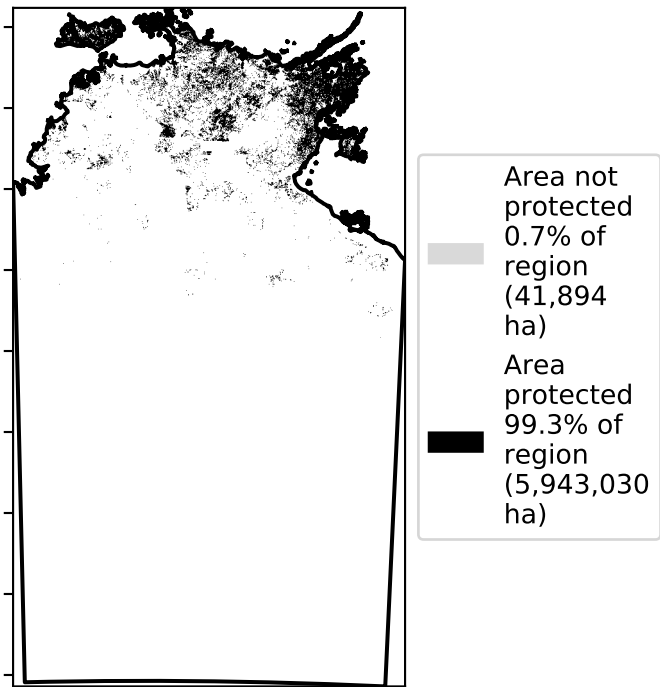 Area not
protected
0.7% of
region
(41,894
ha)
Area
protected
99.3% of
region
(5,943,030
ha)